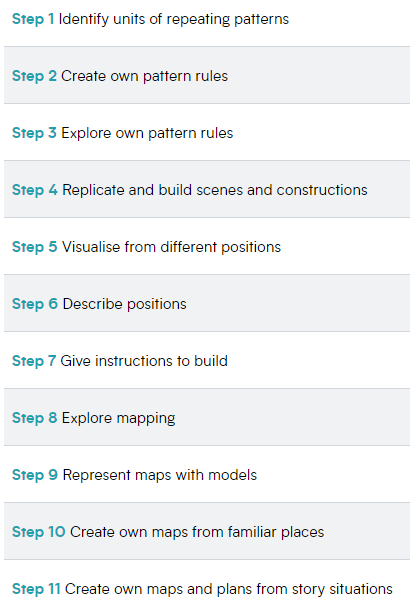 Step 1 Identify units of repeating patterns
Step 2 Create own pattern rules
Step 3 Explore own pattern rules
Step 4 Replicate and build scenes and constructions
Step 5 Visualise from different positions
Step 6 Describe positions
Step 7 Give instructions to build
Step 8 Explore mapping
Step 9 Represent maps with models
Step 10 Create own maps from familiar places
Step 11 Create own maps and plans from story situations